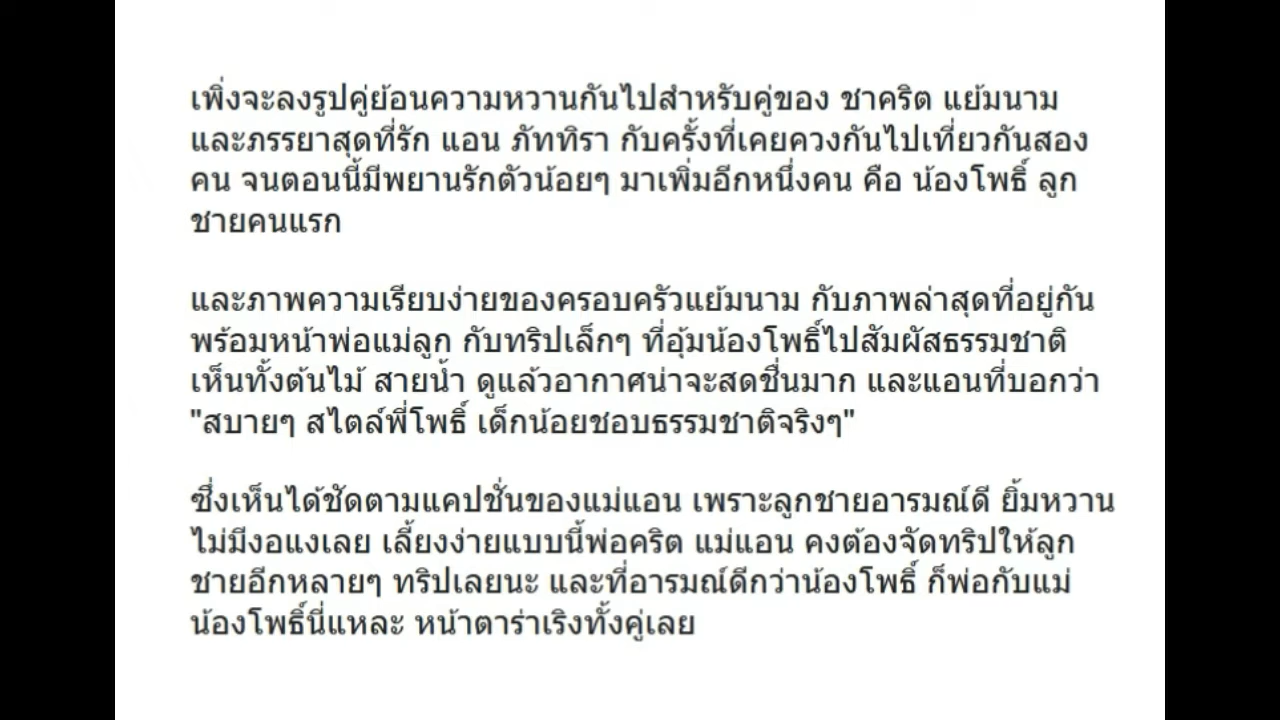 เพิ่งจะลงรูปคู่ย้อนความหวานกันไปสำหรับคู่ของ ชาคริต แย้มนาม
และภรรยาสุดที่รัก แอน ภัททิรา กับครั้งที่เคยควงกันไปเที่ยวกันสอง
คน จนตอนนี้มีพยานรักตัวน้อยๆ มาเพิ่มอีกหนึ่งคน คือ น้องโพธิ์ ลูก
ชายคนแรก
และภาพความเรียบง่ายของครอบครัวแย้มนาม กับภาพล่าสุดที่อยู่กัน
พร้อมหน้าพ่อแม่ลูก กับทริปเล็กๆ ที่อุ้มน้องโพธิ์ไปสัมผัสธรรมชาติ
เห็นทั้งต้นไม้ สายน้ำ ดูแล้วอากาศน่าจะสดชื่นมาก และแอนที่บอกว่า
"สบายๆ สไตล์พี่โพธิ์ เด็กน้อยชอบธรรมชาติจริงๆ"
ซึ่งเห็นได้ชัดตามแคปชั่นของแม่แอน เพราะลูกชายอารมณ์ดี ยิ้มหวาน
ไม่มีงอแงเลย เลี้ยงง่ายแบบนี้พ่อคริต แม่แอน คงต้องจัดทริปให้ลูก
ชายอีกหลายๆ ทริปเลยนะ และที่อารมณ์ดีกว่าน้องโพธิ์ ก็พ่อกับแม่
น้องโพธิ์นี่แหละ หน้าตาร่าเริงทั้งคู่เลย